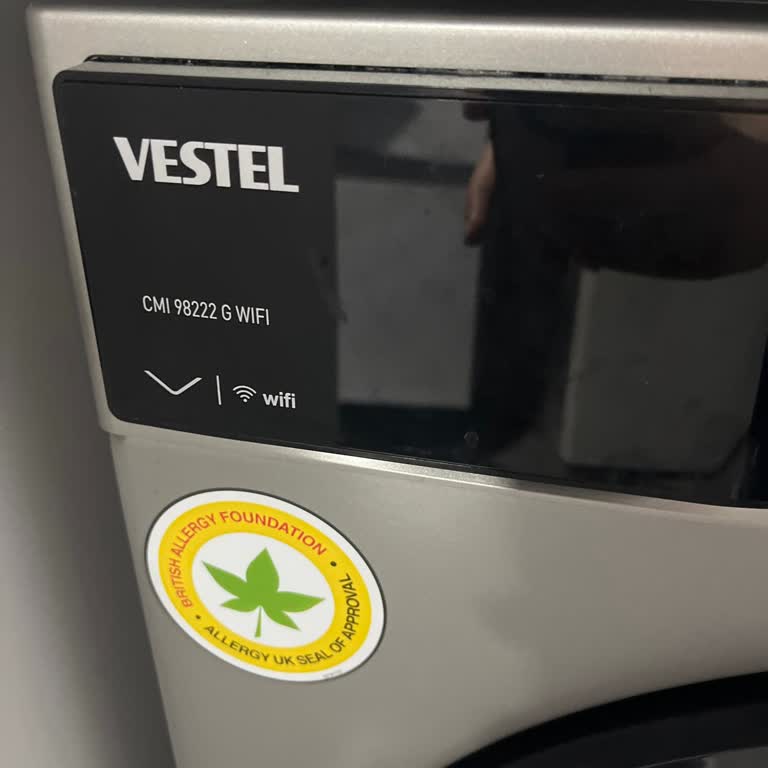 VESTEL
CMI 98222 G WIFI
wifi
BRITISH ALLERGY FOUNDATION
• ALLERGY UK SEAL OF APPROVAL •